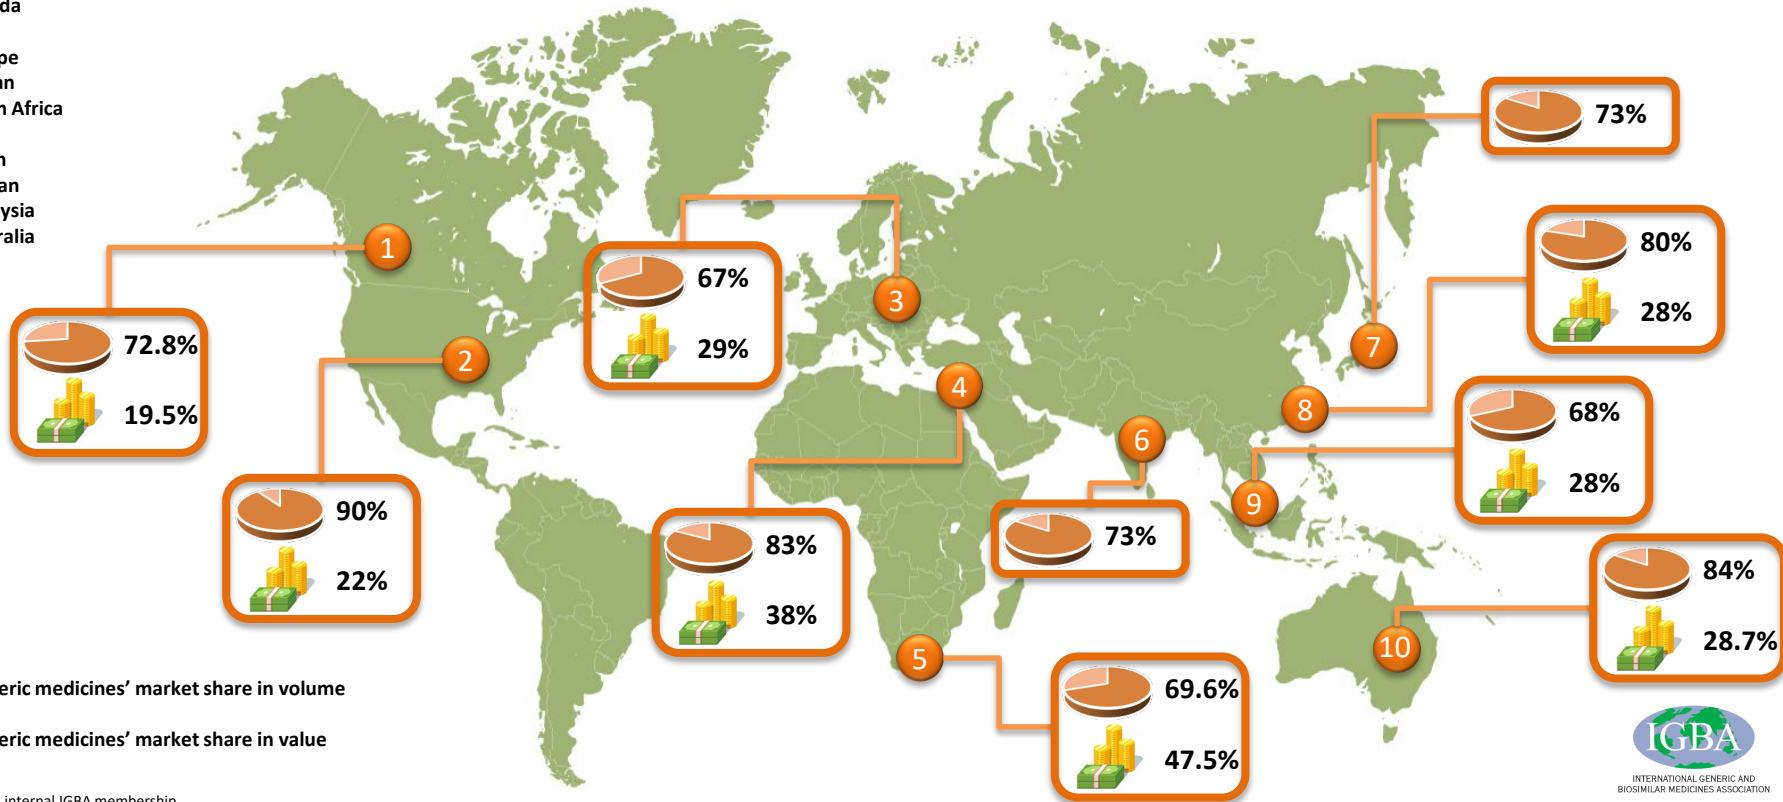 da
pe
an
h Africa
n
an
ysia
ralia
1
2
3
4
5
6
7
8
9
10
72.8%
19.5%
90%
22%
67%
29%
83%
38%
69.6%
47.5%
73%
73%
80%
28%
68%
28%
84%
28.7%
eric medicines’ market share in volume
eric medicines’ market share in value
internal IGBA membership
IGBA
INTERNATIONAL GENERIC AND
BIOSIMILAR MEDICINES ASSOCIATION